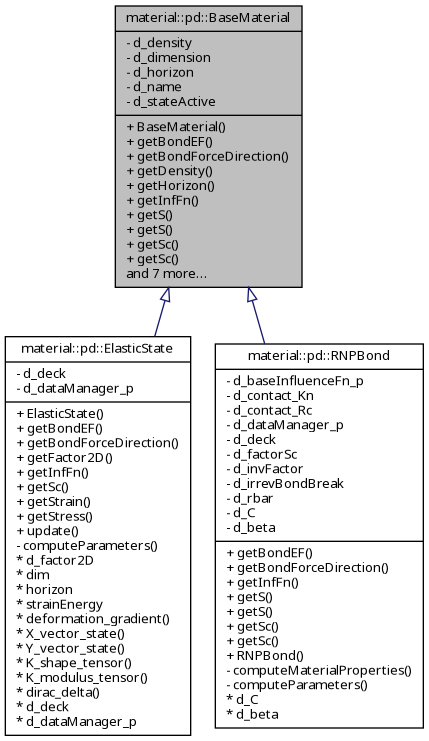 material::pd::BaseMaterial
- d_density
- d_dimension
- d_horizon
- d_name
- d_stateActive
+ BaseMaterial()
+ getBondEF()
+ getBondForceDirection()
+ getDensity()
+ getHorizon()
+ getInfFn()
+ getS()
+ getS()
+ getSc()
+ getSc()
and 7 more...
material::pd::ElasticState
- d_deck
- d_dataManager_p
+ ElasticState()
+ getBondEF()
+ getBondForceDirection()
+ getFactor2D()
+ getInfFn()
+ getSc()
+ getStrain()
+ getStress()
+ update()
- computeParameters()
* d_factor2D
* dim
* horizon
* strainEnergy
* deformation_gradient()
* X_vector_state()
* Y_vector_state()
* K_shape_tensor()
* K_modulus_tensor()
* dirac_delta()
* d_deck
* d_dataManager_p
material::pd::RNPBond
- d_baseInfluenceFn_p
- d_contact_Kn
- d_contact_Rc
- d_dataManager_p
- d_deck
- d_factorSc
- d_invFactor
- d_irrevBondBreak
- d_rbar
- d_C
- d_beta
+ getBondEF()
+ getBondForceDirection()
+ getInfFn()
+ getS()
+ getS()
+ getSc()
+ getSc()
+ RNPBond()
- computeMaterialProperties()
- computeParameters()
* d_C
* d_beta